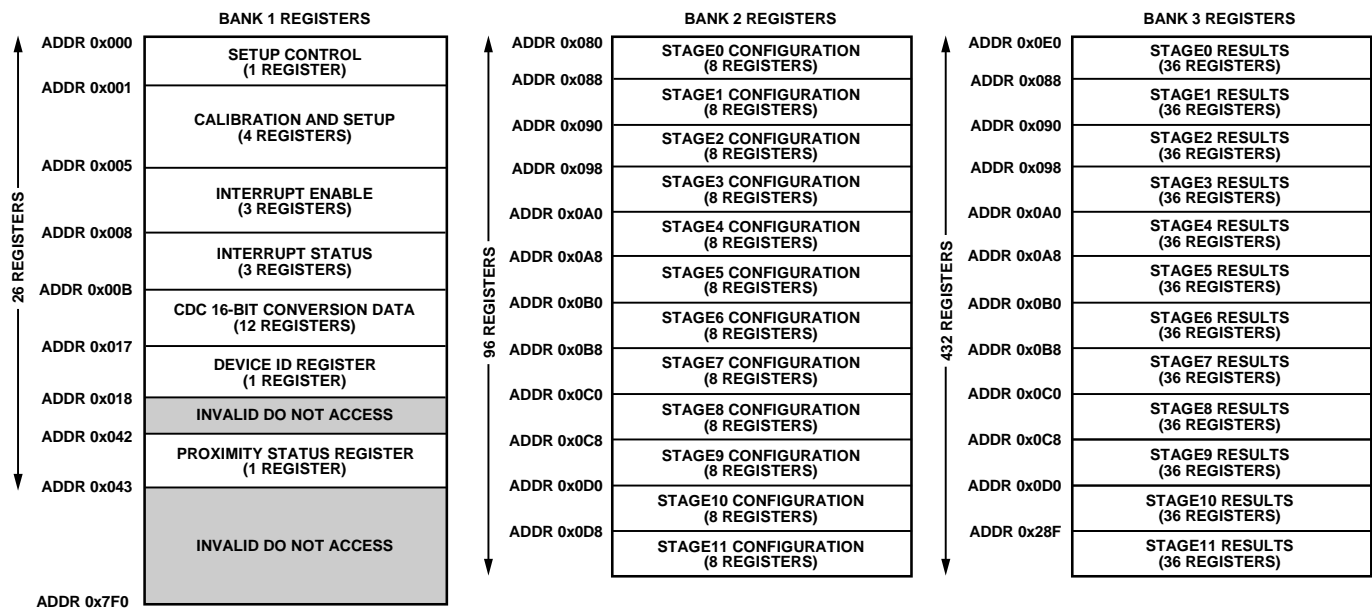 BANK 1 REGISTERS
ADDR 0x000
SETUP CONTROL
(1 REGISTER)
ADDR 0x001
CALIBRATION AND SETUP
(4 REGISTERS)
ADDR 0x005
INTERRUPT ENABLE
(3 REGISTERS)
ADDR 0x008
INTERRUPT STATUS
(3 REGISTERS)
ADDR 0x00B
CDC 16-BIT CONVERSION DATA
(12 REGISTERS)
ADDR 0x017
DEVICE ID REGISTER
(1 REGISTER)
ADDR 0x018
INVALID DO NOT ACCESS
ADDR 0x042
PROXIMITY STATUS REGISTER
(1 REGISTER)
ADDR 0x043
INVALID DO NOT ACCESS
ADDR 0x7F0
26 REGISTERS
BANK 2 REGISTERS
ADDR 0x080
STAGE0 CONFIGURATION
(8 REGISTERS)
ADDR 0x088
STAGE1 CONFIGURATION
(8 REGISTERS)
ADDR 0x090
STAGE2 CONFIGURATION
(8 REGISTERS)
ADDR 0x098
STAGE3 CONFIGURATION
(8 REGISTERS)
ADDR 0x0A0
STAGE4 CONFIGURATION
(8 REGISTERS)
ADDR 0x0A8
STAGE5 CONFIGURATION
(8 REGISTERS)
ADDR 0x0B0
STAGE6 CONFIGURATION
(8 REGISTERS)
ADDR 0x0B8
STAGE7 CONFIGURATION
(8 REGISTERS)
ADDR 0x0C0
STAGE8 CONFIGURATION
(8 REGISTERS)
ADDR 0x0C8
STAGE9 CONFIGURATION
(8 REGISTERS)
ADDR 0x0D0
STAGE10 CONFIGURATION
(8 REGISTERS)
ADDR 0x0D8
STAGE11 CONFIGURATION
(8 REGISTERS)
96 REGISTERS
BANK 3 REGISTERS
ADDR 0x0E0
STAGE0 RESULTS
(36 REGISTERS)
ADDR 0x088
STAGE1 RESULTS
(36 REGISTERS)
ADDR 0x090
STAGE2 RESULTS
(36 REGISTERS)
ADDR 0x098
STAGE3 RESULTS
(36 REGISTERS)
ADDR 0x0A0
STAGE4 RESULTS
(36 REGISTERS)
ADDR 0x0A8
STAGE5 RESULTS
(36 REGISTERS)
ADDR 0x0B0
STAGE6 RESULTS
(36 REGISTERS)
ADDR 0x0B8
STAGE7 RESULTS
(36 REGISTERS)
ADDR 0x0C0
STAGE8 RESULTS
(36 REGISTERS)
ADDR 0x0C8
STAGE9 RESULTS
(36 REGISTERS)
ADDR 0x0D0
STAGE10 RESULTS
(36 REGISTERS)
ADDR 0x28F
STAGE11 RESULTS
(36 REGISTERS)
432 REGISTERS